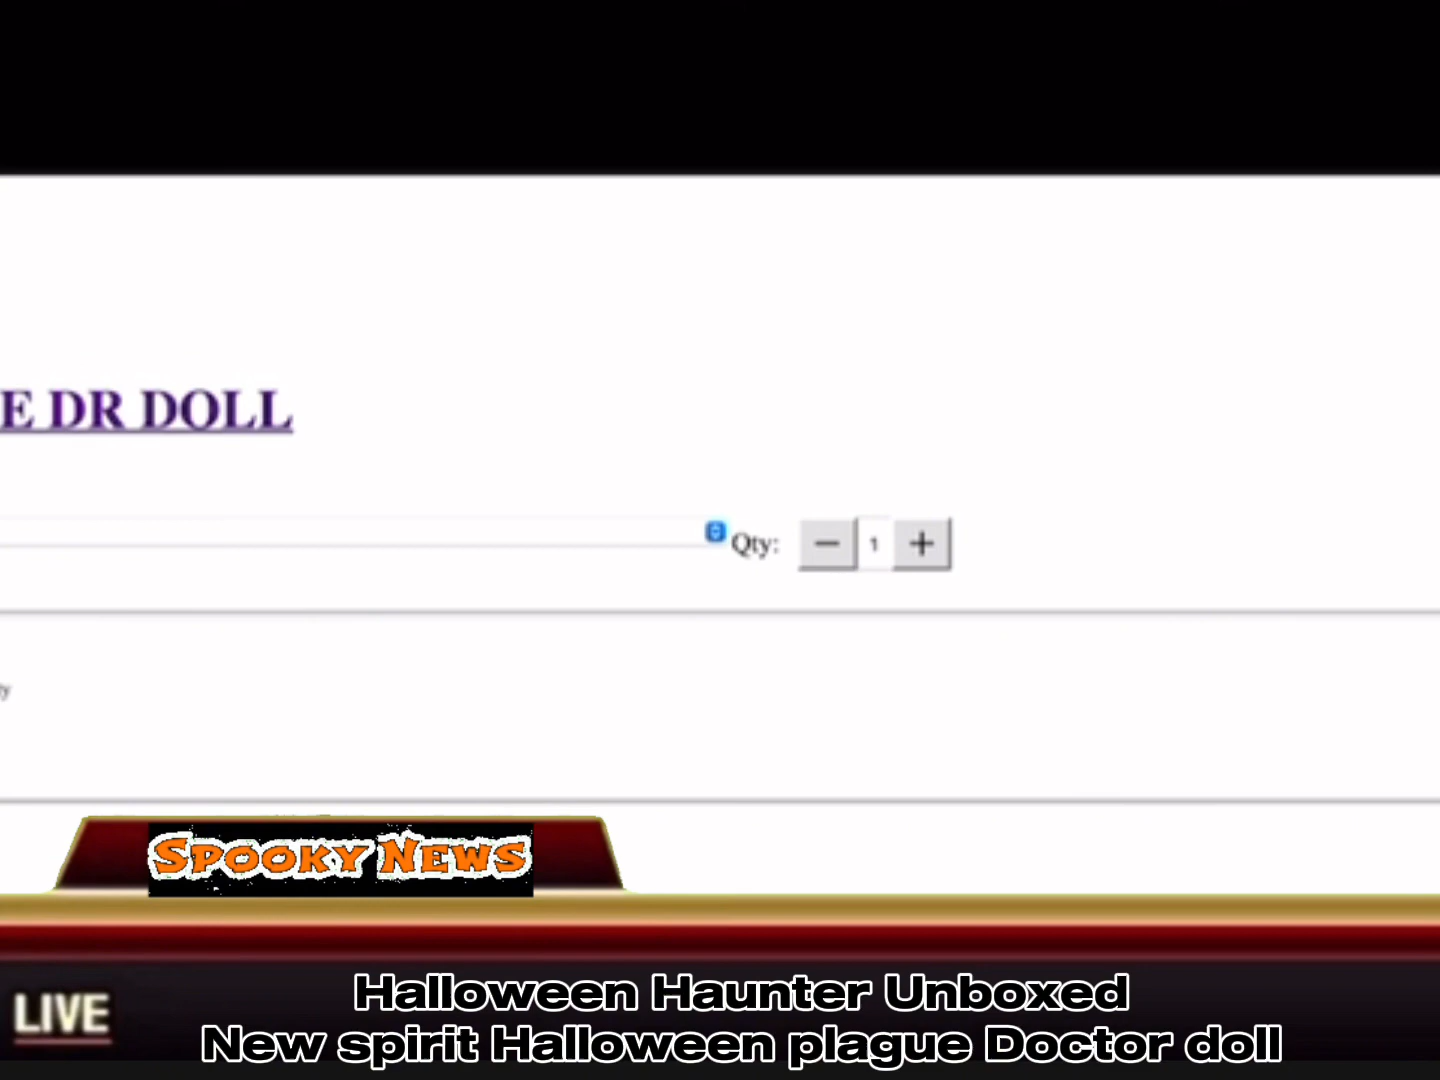 E DR DOLL
Qty: − 1 +
y
SPOOKY NEWS
LIVE
Halloween Haunter Unboxed
New spirit Halloween plague Doctor doll